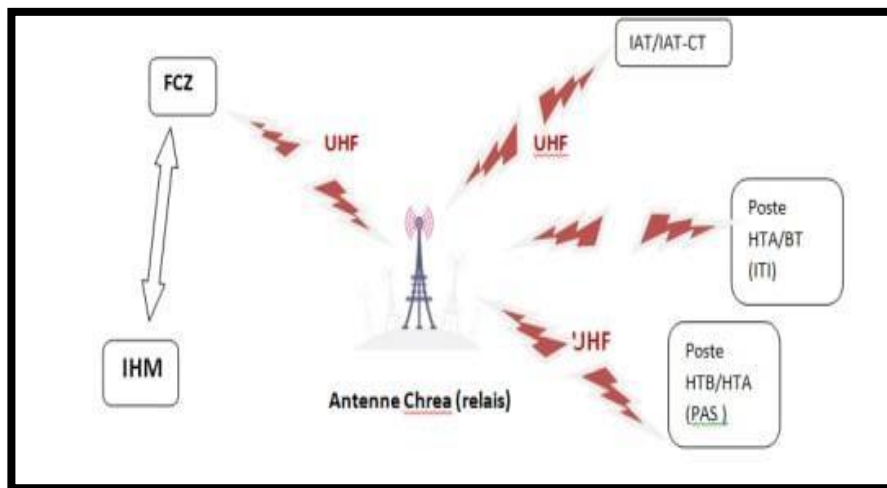 IAT/IAT-CT
FCZ
UHF
UHF
Poste
HTA/BT
(ITI)
UHF
Poste
HTB/HTA
(PAS )
IHM
Antenne Chrea (relais)